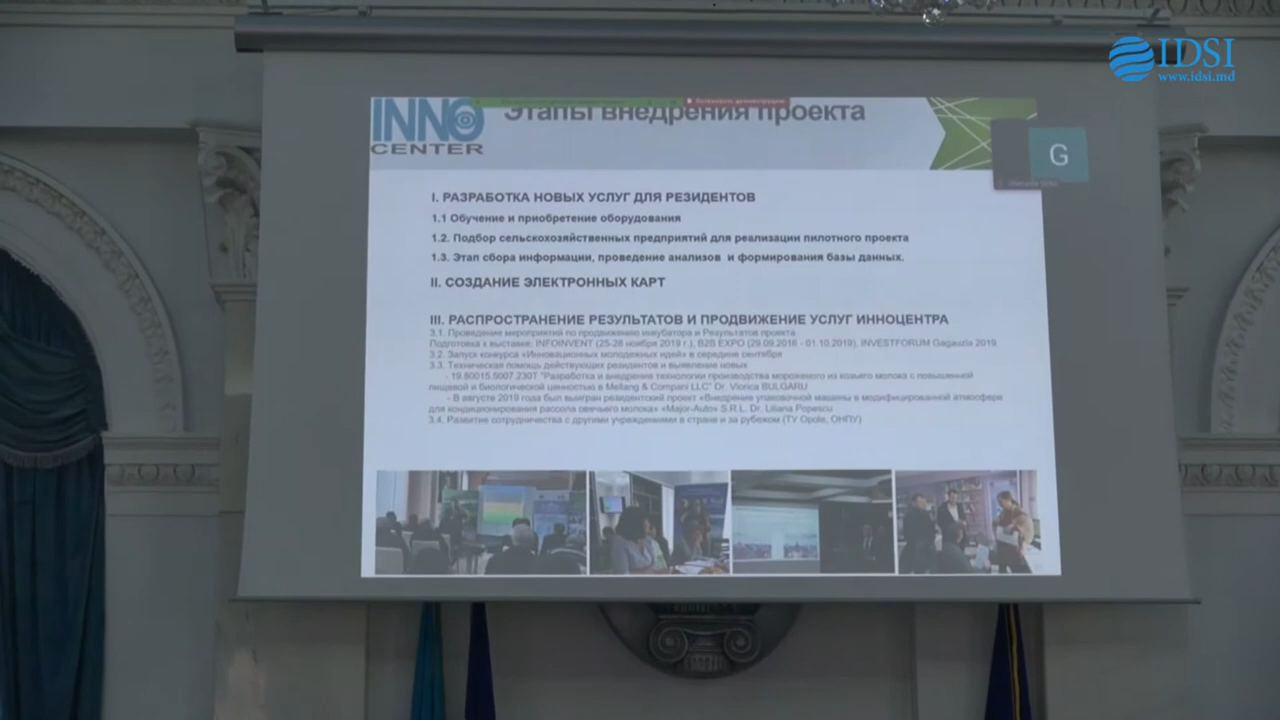 IDSI
www.idsi.md
INNO
CENTER
Этапы внедрения проекта
G
I. РАЗРАБОТКА НОВЫХ УСЛУГ ДЛЯ РЕЗИДЕНТОВ
1.1 Обучение и приобретение оборудования
1.2. Подбор сельскохозяйственных предприятий для реализации пилотного проекта
1.3. Этап сбора информации, проведение анализов и формирования базы данных.
II. СОЗДАНИЕ ЭЛЕКТРОННЫХ КАРТ
III. РАСПРОСТРАНЕНИЕ РЕЗУЛЬТАТОВ И ПРОДВИЖЕНИЕ УСЛУГ ИННОЦЕНТРА
3.1. Проведение мероприятий по продвижению инкубатора и Результатов проекта
Подготовка к выставке: INFOINVENT (25-28 ноября 2019 г.), B2B EXPO (29.09.2016 - 01.10.2019), INVESTFORUM Gagauzia 2019
3.2. Запуск конкурса «Инновационных молодежных идей» в середине сентября
3.3. Техническая помощь действующих резидентов и выявление новых
- 19.80015.5007.230T "Разработка и внедрение технологии производства мороженого из козьего молока с повышенной
пищевой и биологической ценностью в Meliang & Compani LLC" Dr. Viorica BULGARU
- В августе 2019 года был выигран резидентский проект «Внедрение упаковочной машины в модифицированной атмосфере
для кондиционирования рассола овечьего молока» «Major-Auto» S.R.L. Dr. Liliana Popescu
3.4. Развитие сотрудничества с другими учреждениями в стране и за рубежом (TY Opole, ОНПУ)